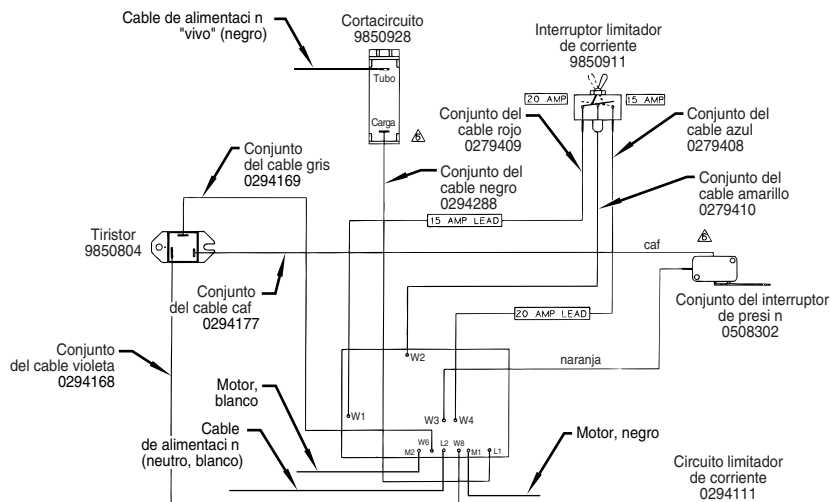 Cable de alimentaci n
"vivo" (negro)
Cortacircuito
9850928
Interruptor limitador
de corriente
9850911
Tubo
Carga
5
20 AMP
15 AMP
Conjunto del
cable rojo
0279409
Conjunto del
cable azul
0279408
Conjunto
del cable gris
0294169
Conjunto del
cable negro
0294288
Conjunto del
cable amarillo
0279410
15 AMP LEAD
Tiristor
9850804
caf
5
Conjunto
del cable caf
0294177
Conjunto del interruptor
de presi n
0508302
20 AMP LEAD
Conjunto
del cable violeta
0294168
W2
naranja
Motor,
blanco
W1
W3
W4
Cable
de alimentaci n
(neutro, blanco)
M2
W6
L2
W8
M1
L1
Motor, negro
Circuito limitador
de corriente
0294111